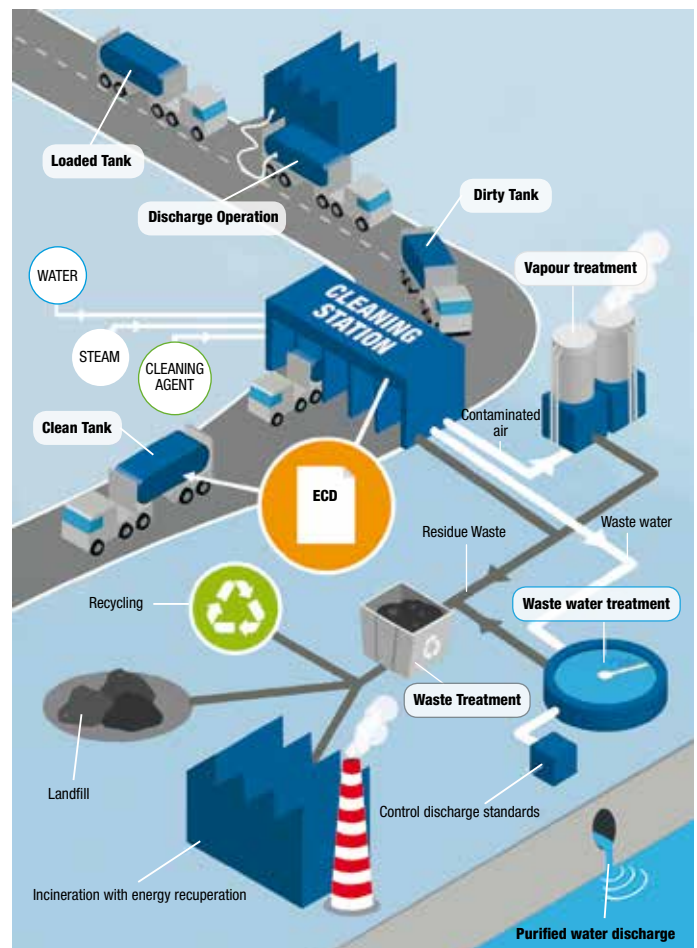 Loaded Tank
Discharge Operation
Dirty Tank
Vapour treatment
WATER
CLEANING
STATION
STEAM
CLEANING
AGENT
Clean Tank
Contaminated
air
ECD
Residue Waste
Waste water
Recycling
Waste water treatment
Waste Treatment
Landfill
Control discharge standards
Incineration with energy recuperation
Purified water discharge